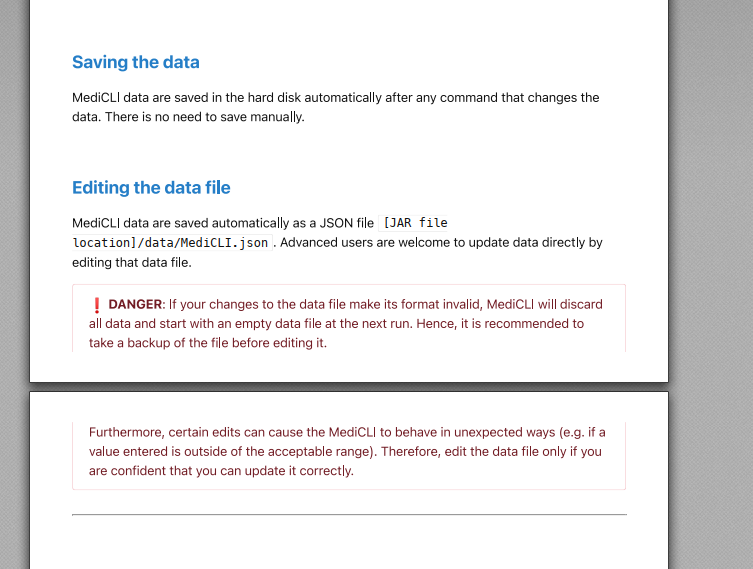 Saving the data
MediCLI data are saved in the hard disk automatically after any command that changes the
data. There is no need to save manually.
Editing the data file
MediCLI data are saved automatically as a JSON file [JAR file
location]/data/MediCLI.json . Advanced users are welcome to update data directly by
editing that data file.
❗ DANGER: If your changes to the data file make its format invalid, MediCLI will discard
all data and start with an empty data file at the next run. Hence, it is recommended to
take a backup of the file before editing it.
Furthermore, certain edits can cause the MediCLI to behave in unexpected ways (e.g. if a
value entered is outside of the acceptable range). Therefore, edit the data file only if you
are confident that you can update it correctly.